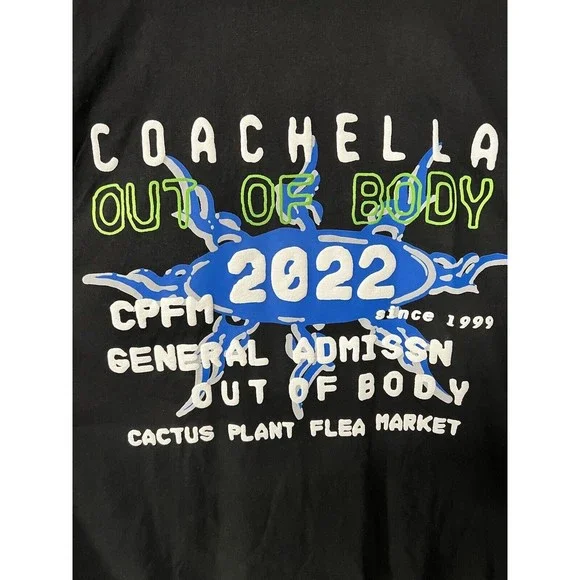 COACHELLA
OUT OF BODY
2022
CPFM
since 1999
GENERAL ADMISSN
OUT OF BODY
CACTUS PLANT FLEA MARKET